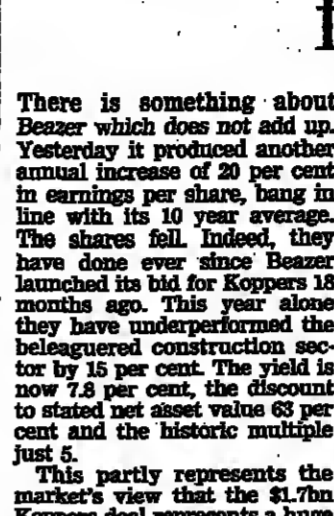 There is something about
Beazer which does not add up.
Yesterday it produced another
annual increase of 20 per cent
in earnings per share, bang in
line with its 10 year average.
The shares fell. Indeed, they
have done ever since Beazer
launched its bid for Koppers 18
months ago. This year alone
they have underperformed the
beleaguered construction sec-
tor by 15 per cent. The yield is
now 7.8 per cent, the discount
to stated net asset value 63 per
cent and the historic multiple
just 5.
This partly represents the
market's view that the $1.7bn
Koppers deal represents a huge